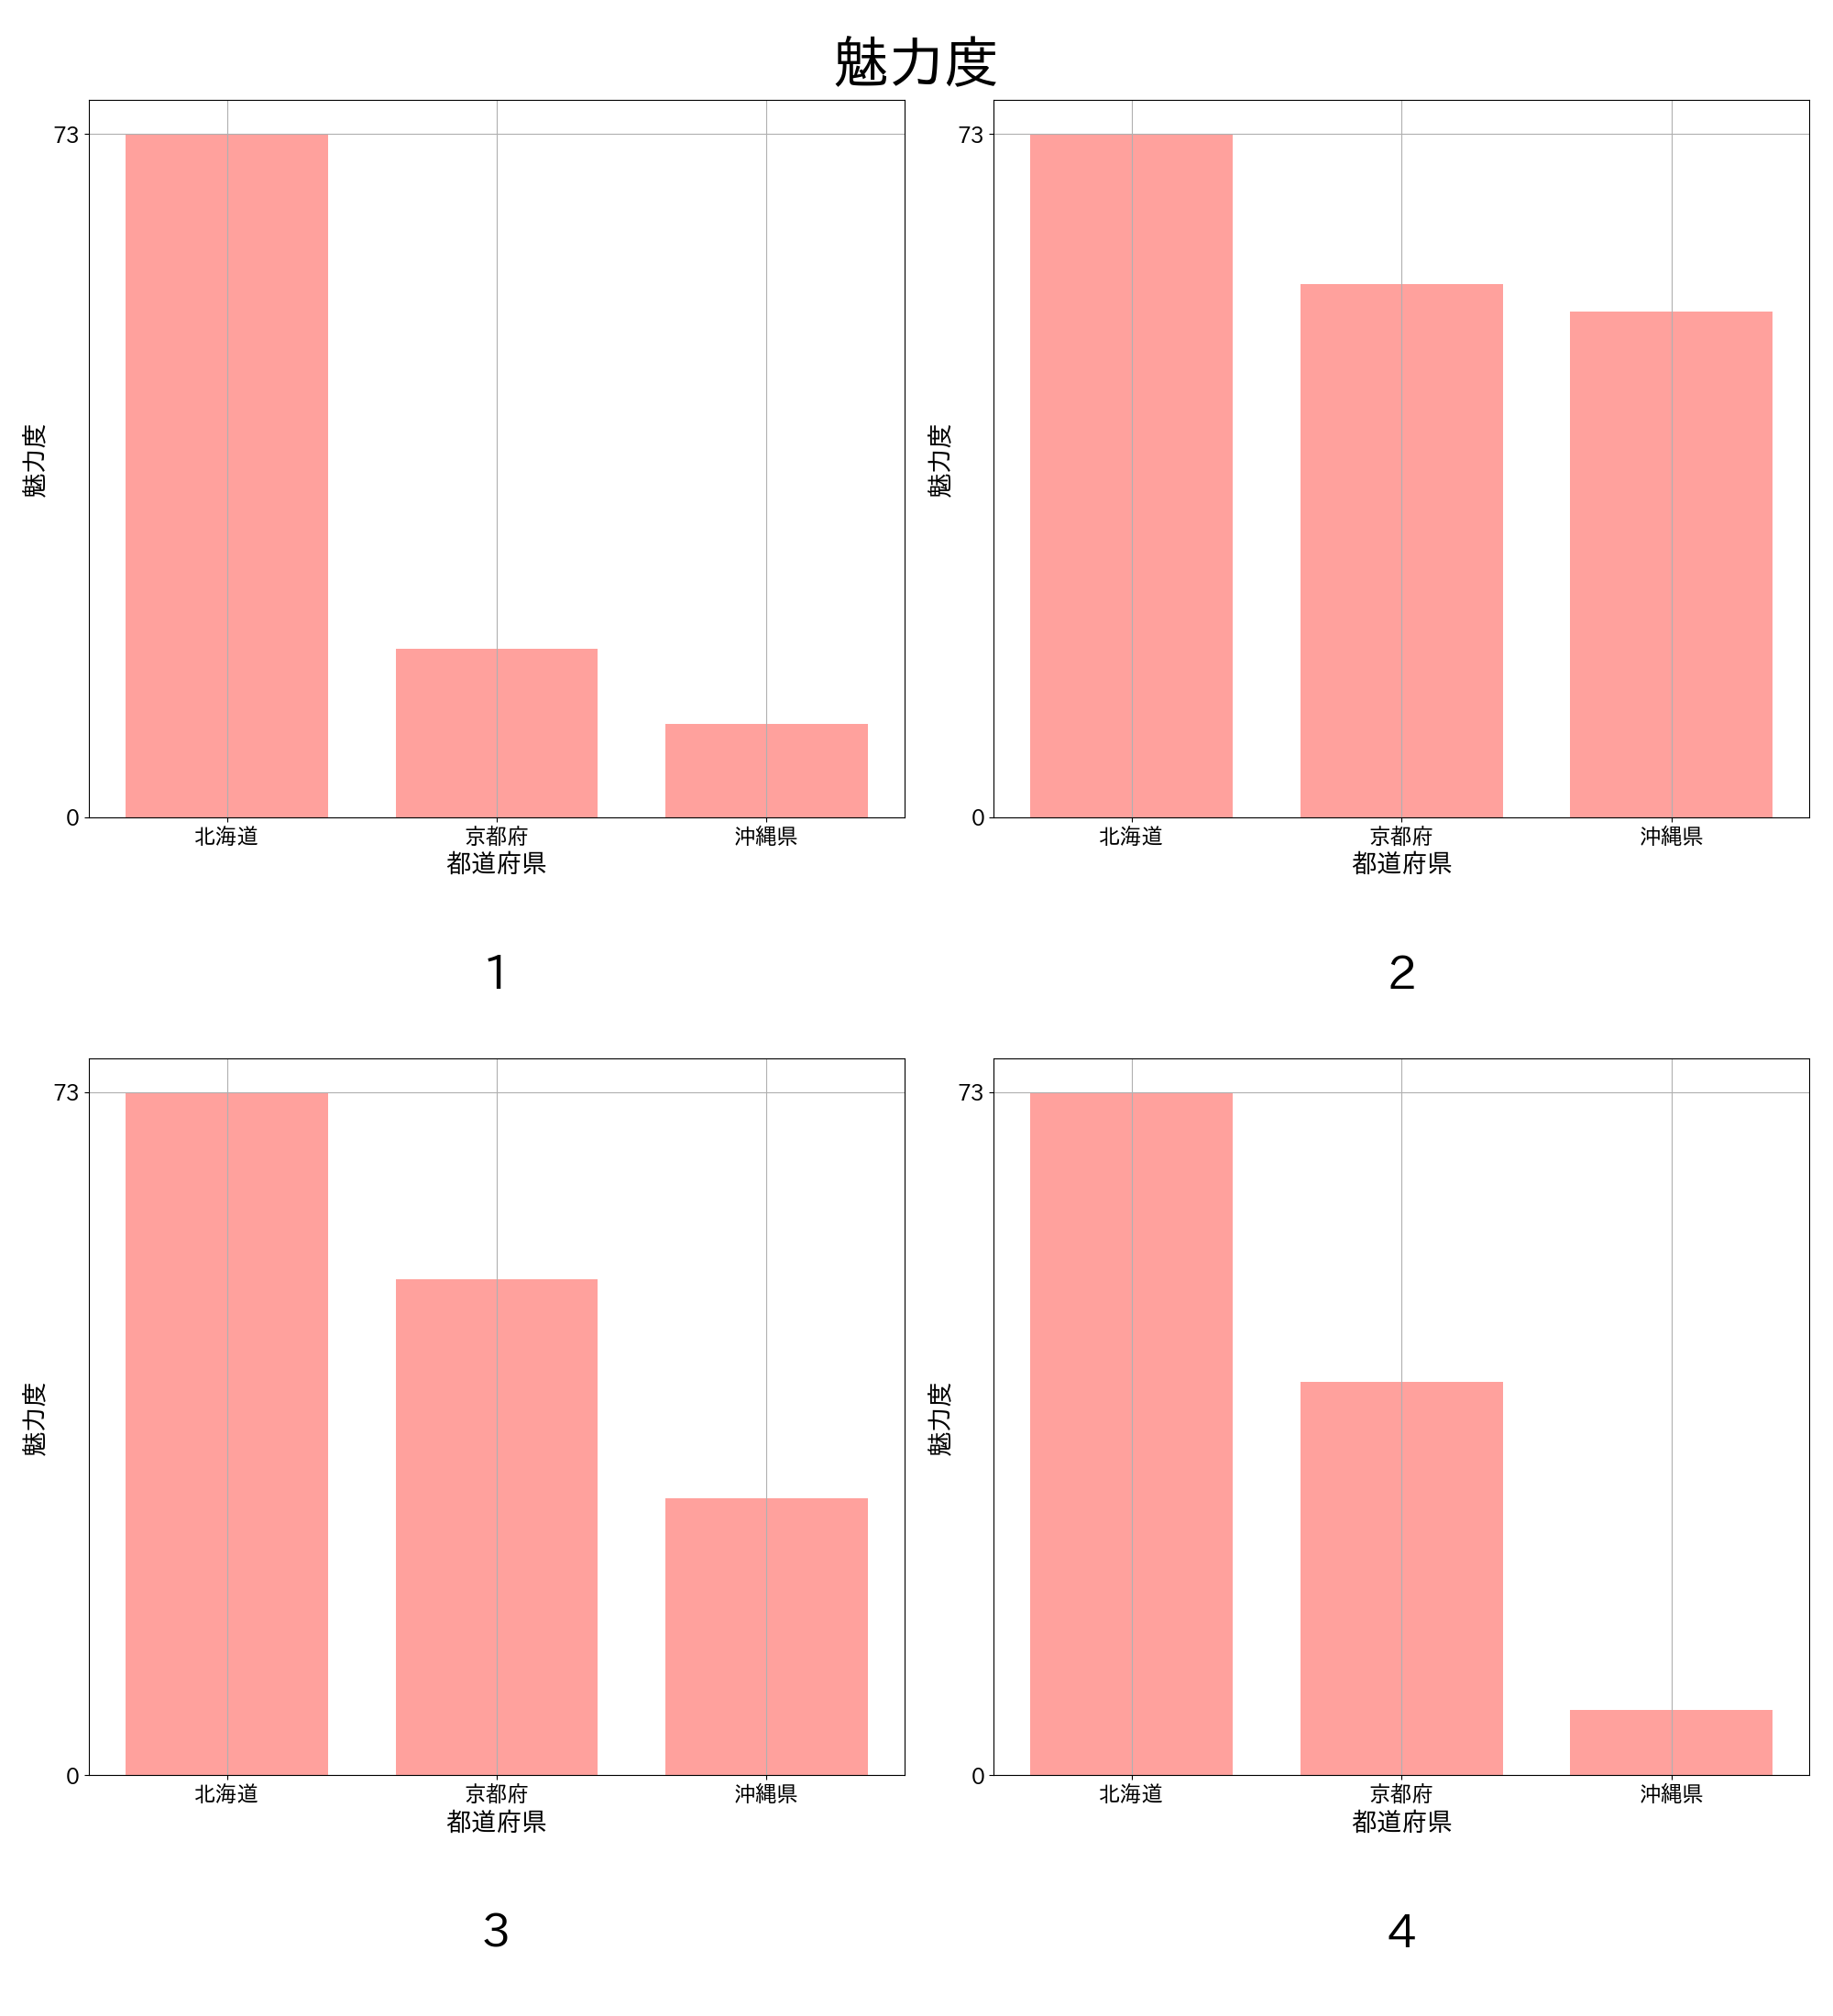 魅力度
73
魅力度
0
北海道 京都府 沖縄県
都道府県
1
73
魅力度
0
北海道 京都府 沖縄県
都道府県
2
73
魅力度
0
北海道 京都府 沖縄県
都道府県
3
73
魅力度
0
北海道 京都府 沖縄県
都道府県
4